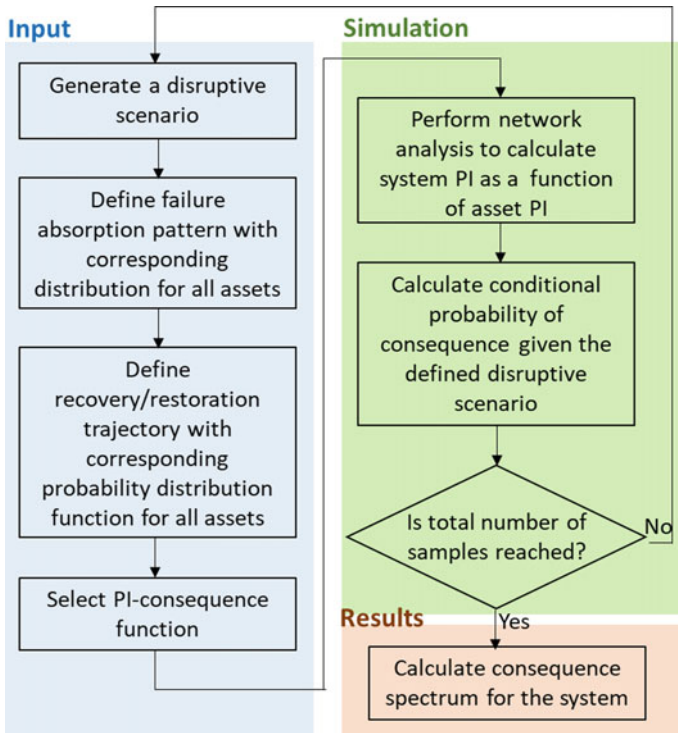 Input
Generate a disruptive
scenario
Define failure
absorption pattern with
corresponding
distribution for all assets
Define
recovery/restoration
trajectory with
corresponding
probability distribution
function for all assets
Select PI-consequence
function
Simulation
Perform network
analysis to calculate
system PI as a function
of asset PI
Calculate conditional
probability of
consequence given the
defined disruptive
scenario
Is total number of
samples reached?
No
Yes
Results
Calculate consequence
spectrum for the system